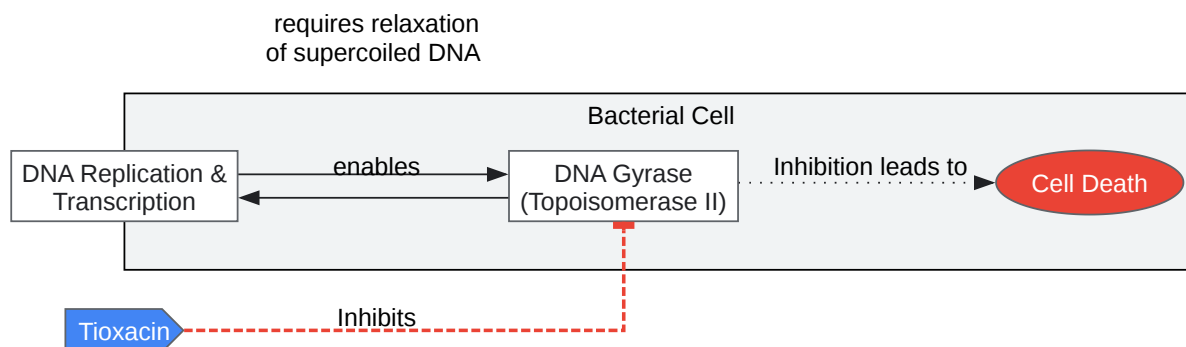 requires relaxation
of supercoiled DNA
Bacterial Cell
DNA Replication &
Transcription
enables
DNA Gyrase
(Topoisomerase II)
Inhibition leads to
Cell Death
Tioxacin
Inhibits